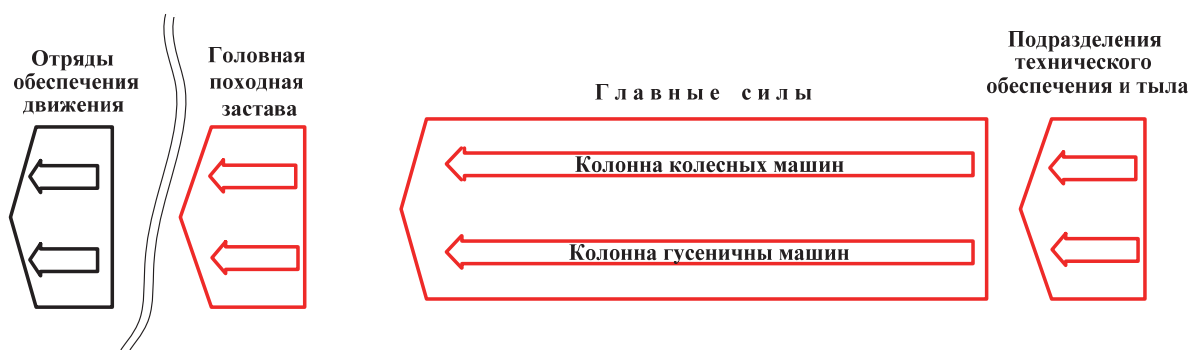 Отряды
обеспечения
движения
Головная
походная
застава
Главные силы
Колонна колесных машин
Колонна гусеничны машин
Подразделения
технического
обеспечения и тыла